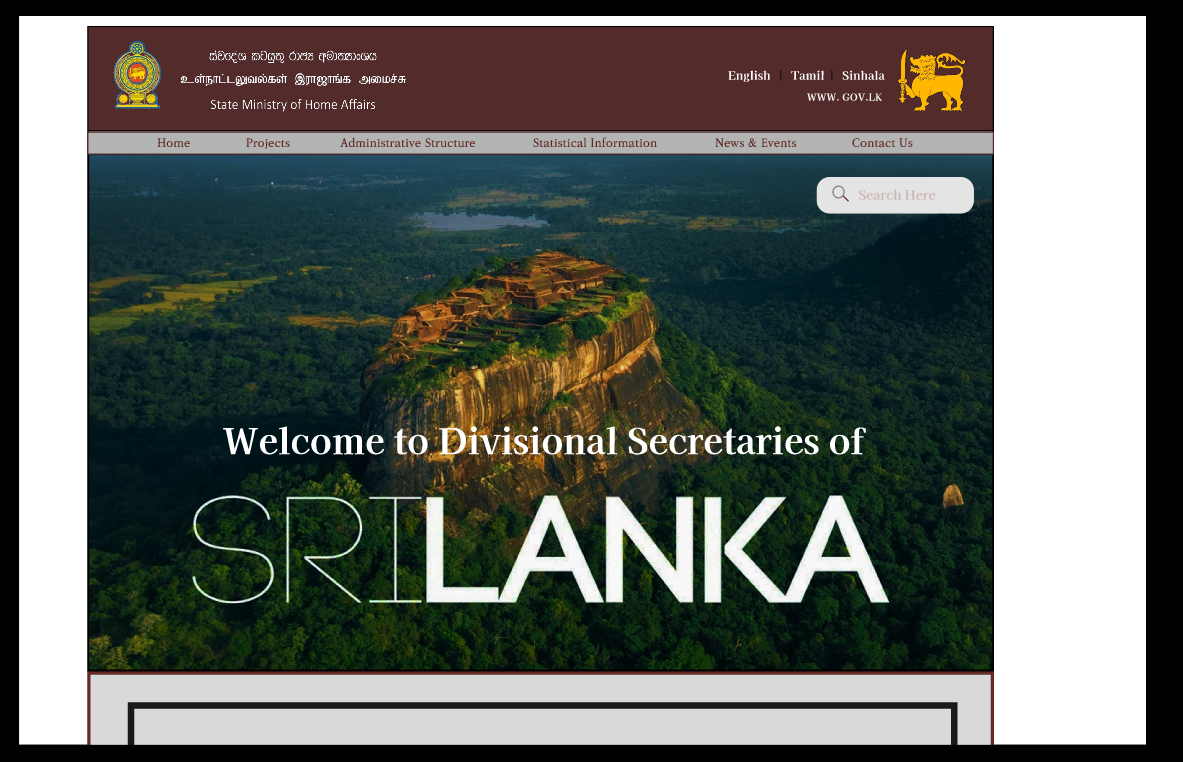 ස්වදේශ කටයුතු රාජ්‍ය අමාත්‍යාංශය
உள்நாட்டலுவல்கள் இராஜாங்க அமைச்சு
State Ministry of Home Affairs
English | Tamil | Sinhala
WWW. GOV.LK
Home Projects Administrative Structure Statistical Information News & Events Contact Us
Search Here
Welcome to Divisional Secretaries of
SRILANKA